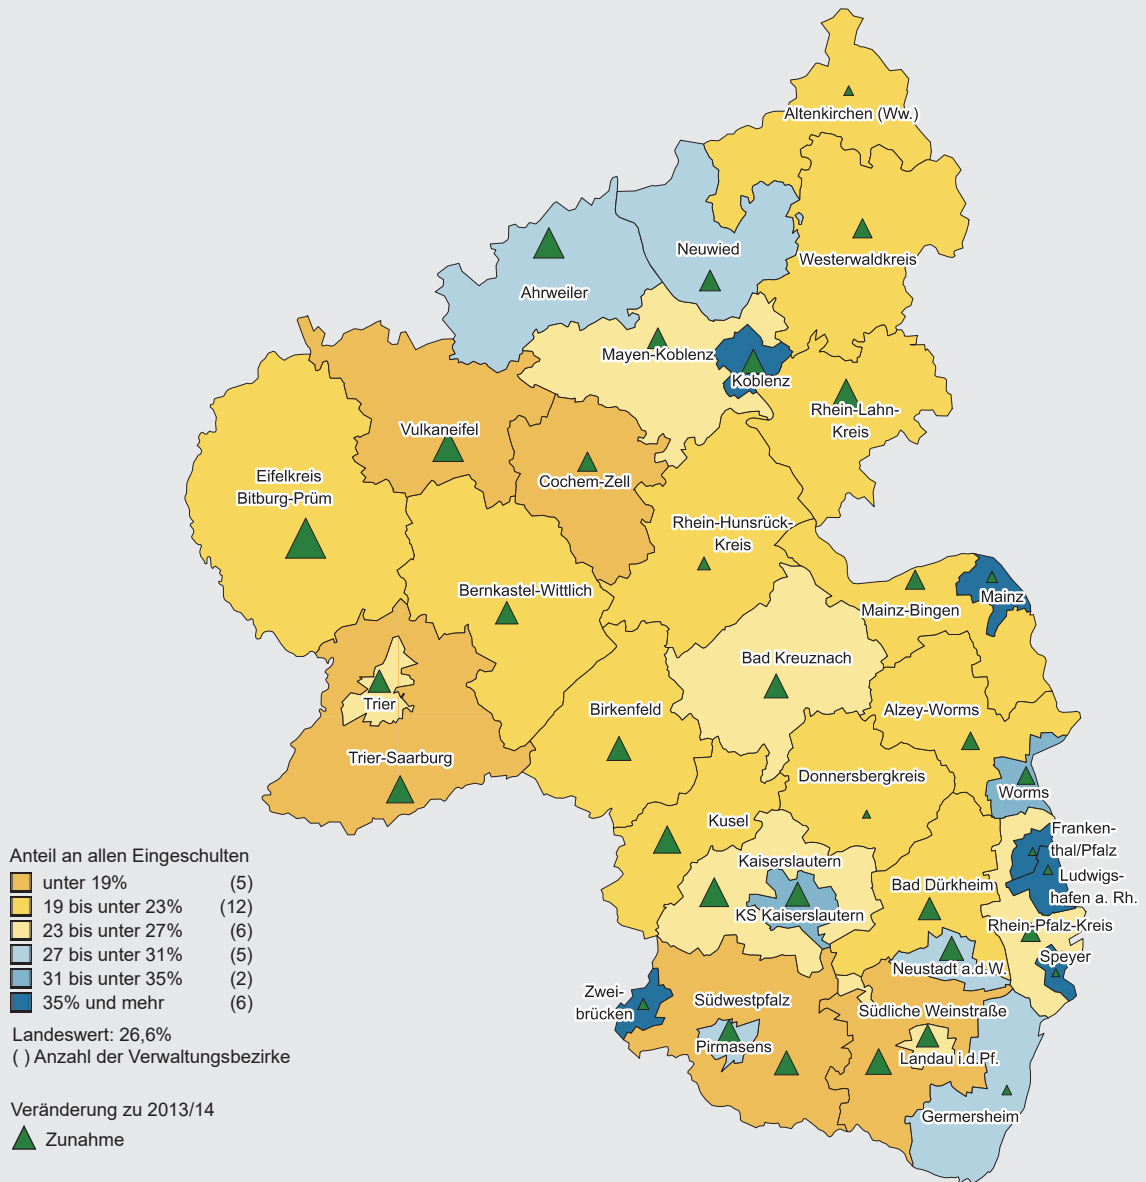 Altenkirchen (Ww.)
Neuwied
Westerwaldkreis
Ahrweiler
Mayen-Koblenz
Koblenz
Rhein-Lahn-
Kreis
Vulkaneifel
Cochem-Zell
Eifelkreis
Bitburg-Prüm
Rhein-Hunsrück-
Kreis
Bernkastel-Wittlich
Mainz-Bingen
Mainz
Bad Kreuznach
Trier
Birkenfeld
Alzey-Worms
Trier-Saarburg
Donnersbergkreis
Worms
Kusel
Franken-
thal/Pfalz
Kaiserslautern
Ludwigs-
hafen a. Rh.
Bad Dürkheim
KS Kaiserslautern
Rhein-Pfalz-Kreis
Speyer
Neustadt a.d.W.
Zwei-
brücken
Südwestpfalz
Südliche Weinstraße
Pirmasens
Landau i.d.Pf.
Germersheim
Anteil an allen Eingeschulten
unter 19% (5)
19 bis unter 23% (12)
23 bis unter 27% (6)
27 bis unter 31% (5)
31 bis unter 35% (2)
35% und mehr (6)
Landeswert: 26,6%
( ) Anzahl der Verwaltungsbezirke
Veränderung zu 2013/14
Zunahme